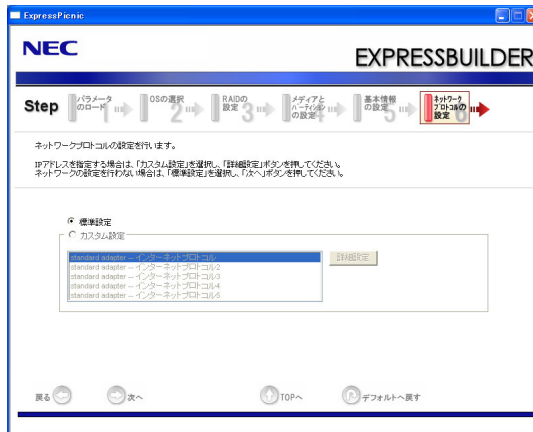 ExpressPicnic
NEC
EXPRESSBUILDER
Step
パラメータ
のロード
1
OSの選択
2
RAIDの
設定
3
メディアと
パーティション
の設定
4
基本情報
の設定
5
ネットワーク
プロトコルの
設定
6
ネットワークプロトコルの設定を行います。
IPアドレスを指定する場合は、「カスタム設定」を選択し、「詳細設定」ボタンを押してください。
ネットワークの設定を行わない場合は、「標準設定」を選択し、「次へ」ボタンを押してください。
標準設定
カスタム設定
standard adapter -- インターネットプロトコル
standard adapter -- インターネットプロトコル2
standard adapter -- インターネットプロトコル3
standard adapter -- インターネットプロトコル4
standard adapter -- インターネットプロトコル5
詳細設定
戻る
次へ
TOPへ
デフォルトへ戻す